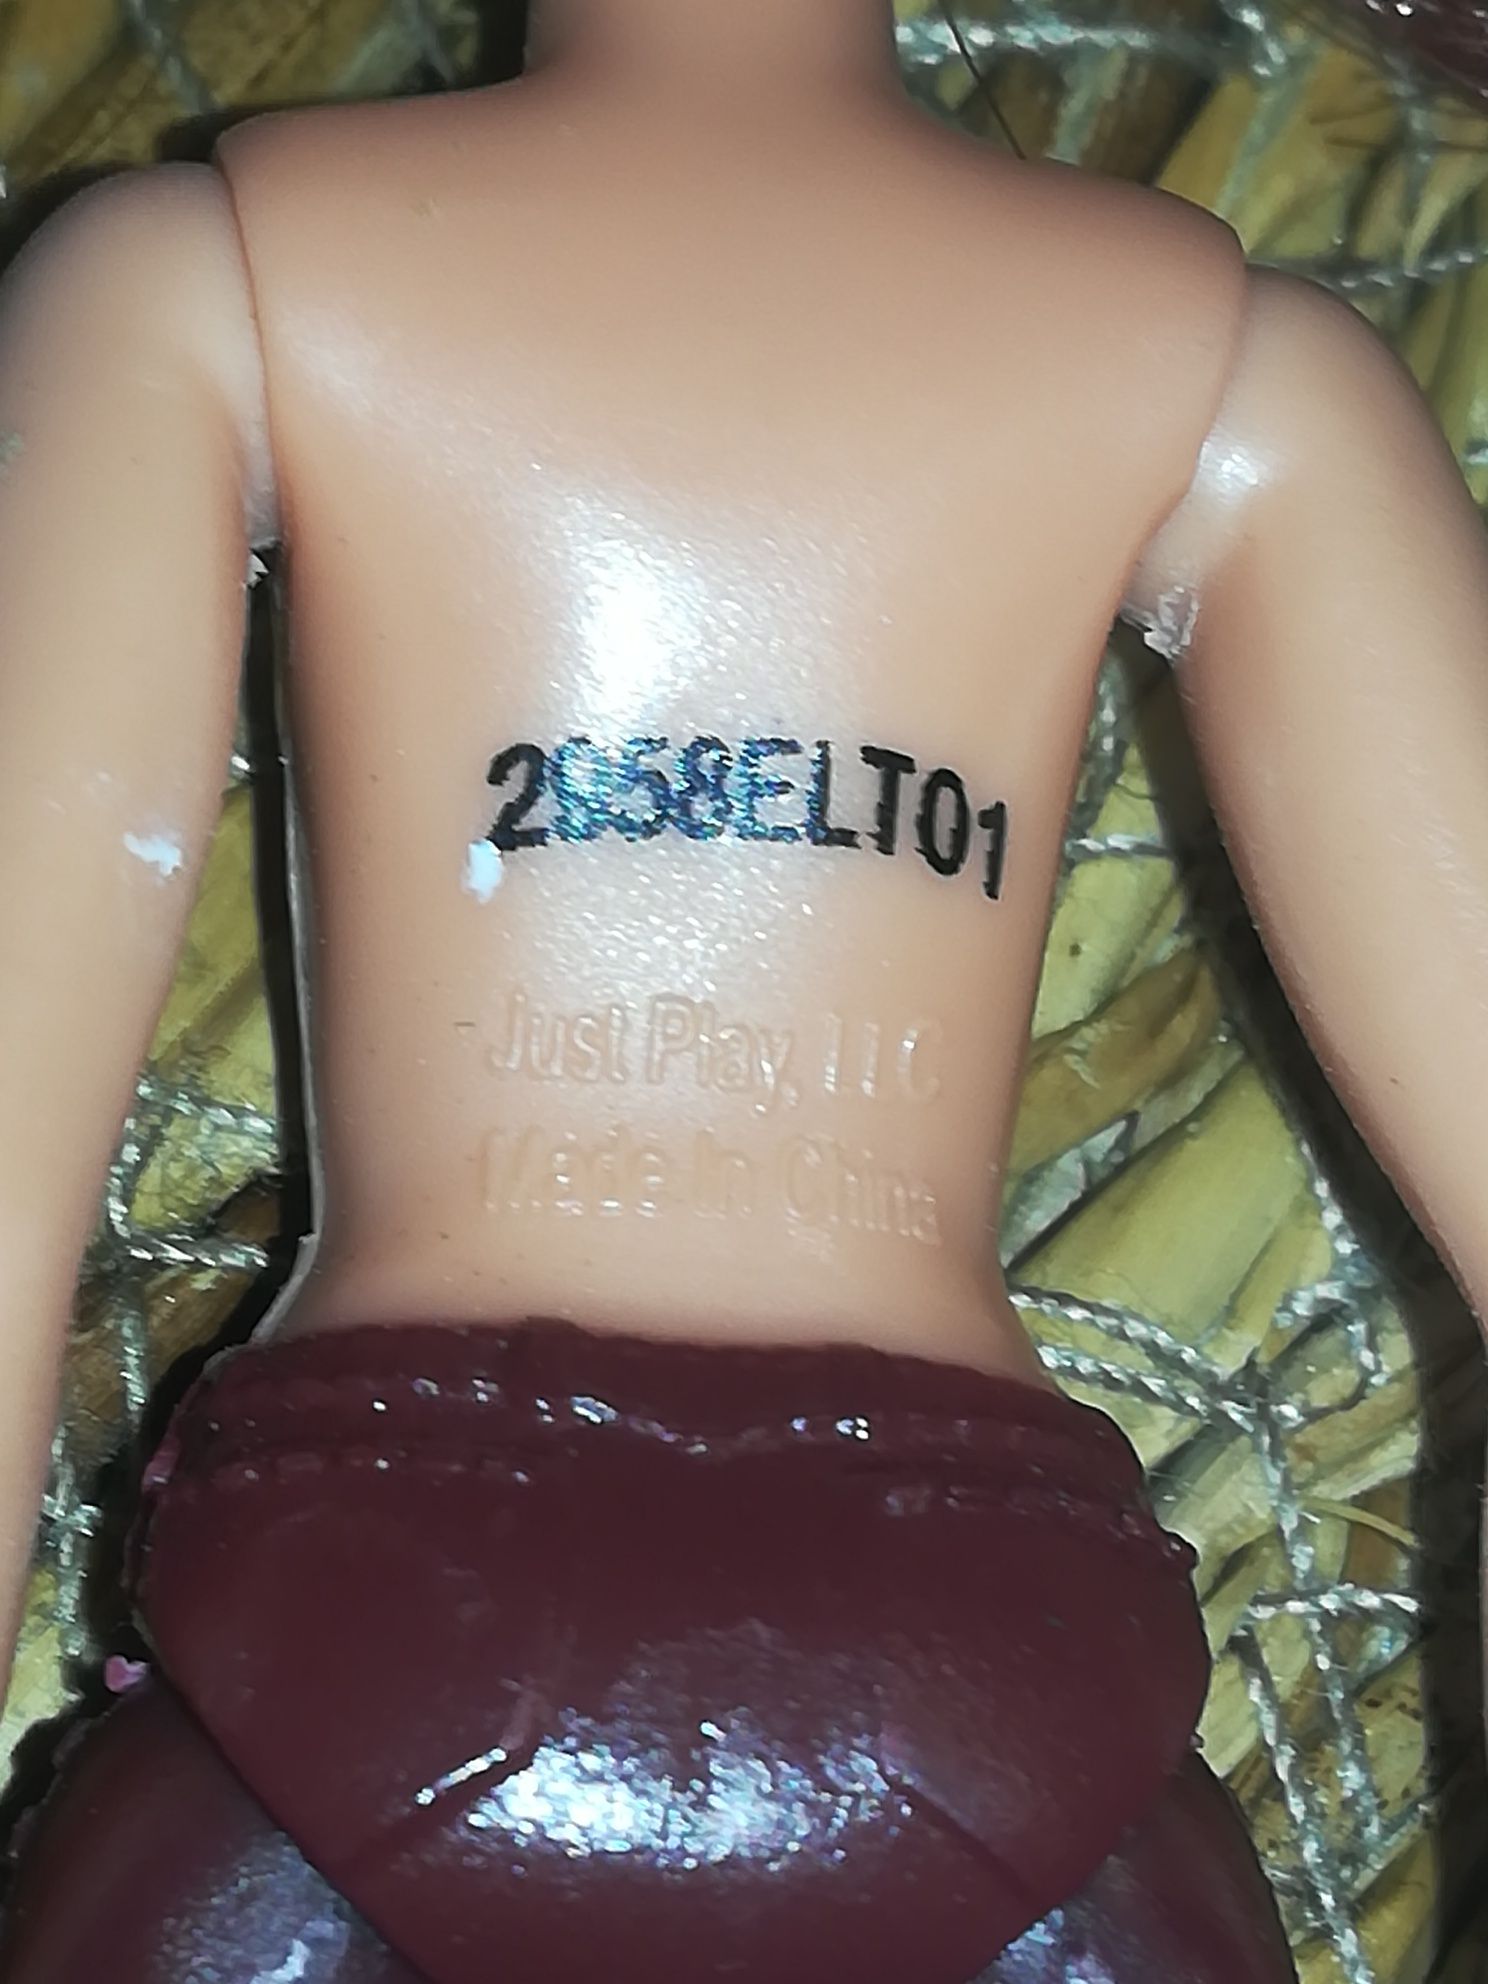 2058ELT01
Just Play, LLC
Made In China